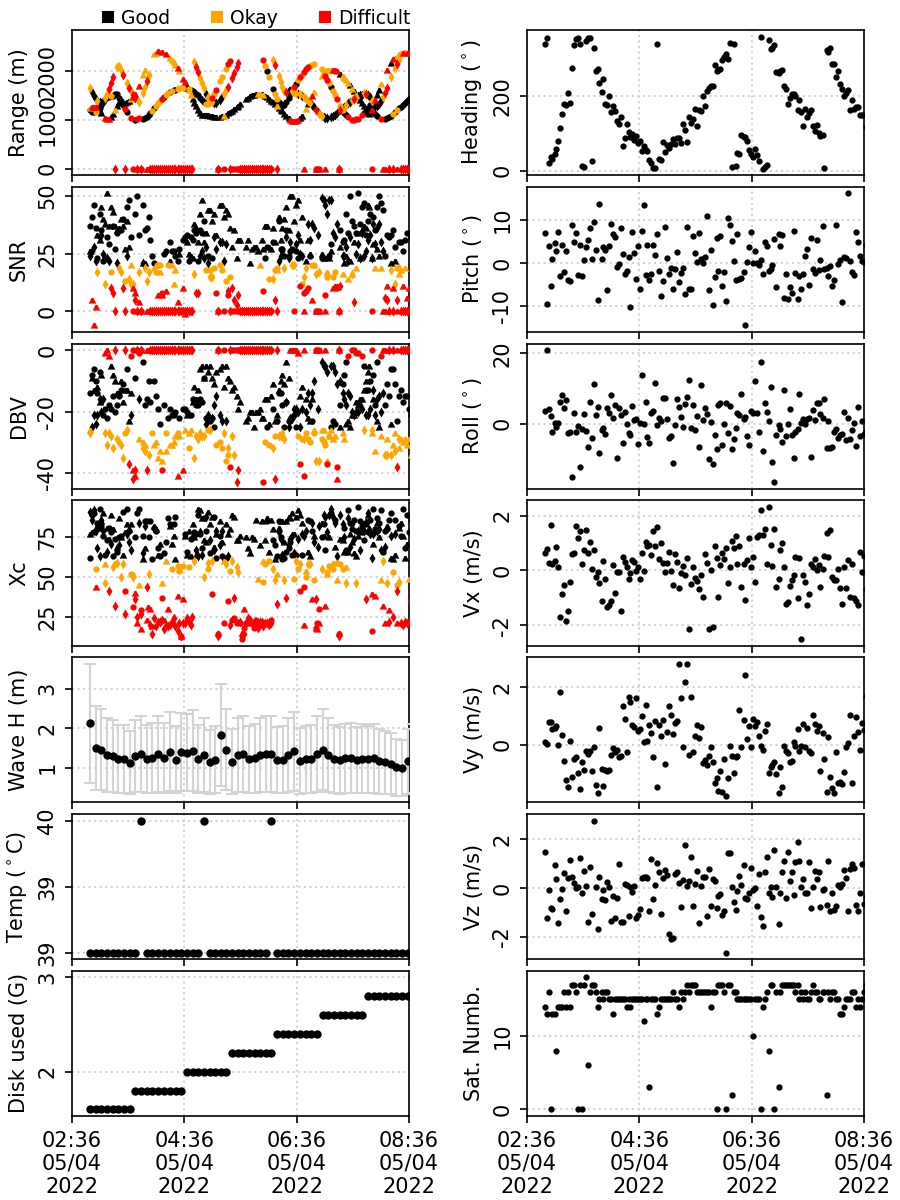 Good Okay Difficult
Range (m)
0
1000
2000
SNR
0
25
50
DBV
-40
-20
0
Xc
25
50
75
Wave H (m)
1
2
3
Temp (°C)
39
39
40
Disk used (G)
2
3
02:36 04:36 06:36 08:36
05/04 05/04 05/04 05/04
2022 2022 2022 2022
Heading (°)
0
200
Pitch (°)
-10
0
10
Roll (°)
0
20
Vx (m/s)
-2
0
2
Vy (m/s)
0
2
Vz (m/s)
-2
0
2
Sat. Numb.
0
10
02:36 04:36 06:36 08:36
05/04 05/04 05/04 05/04
2022 2022 2022 2022